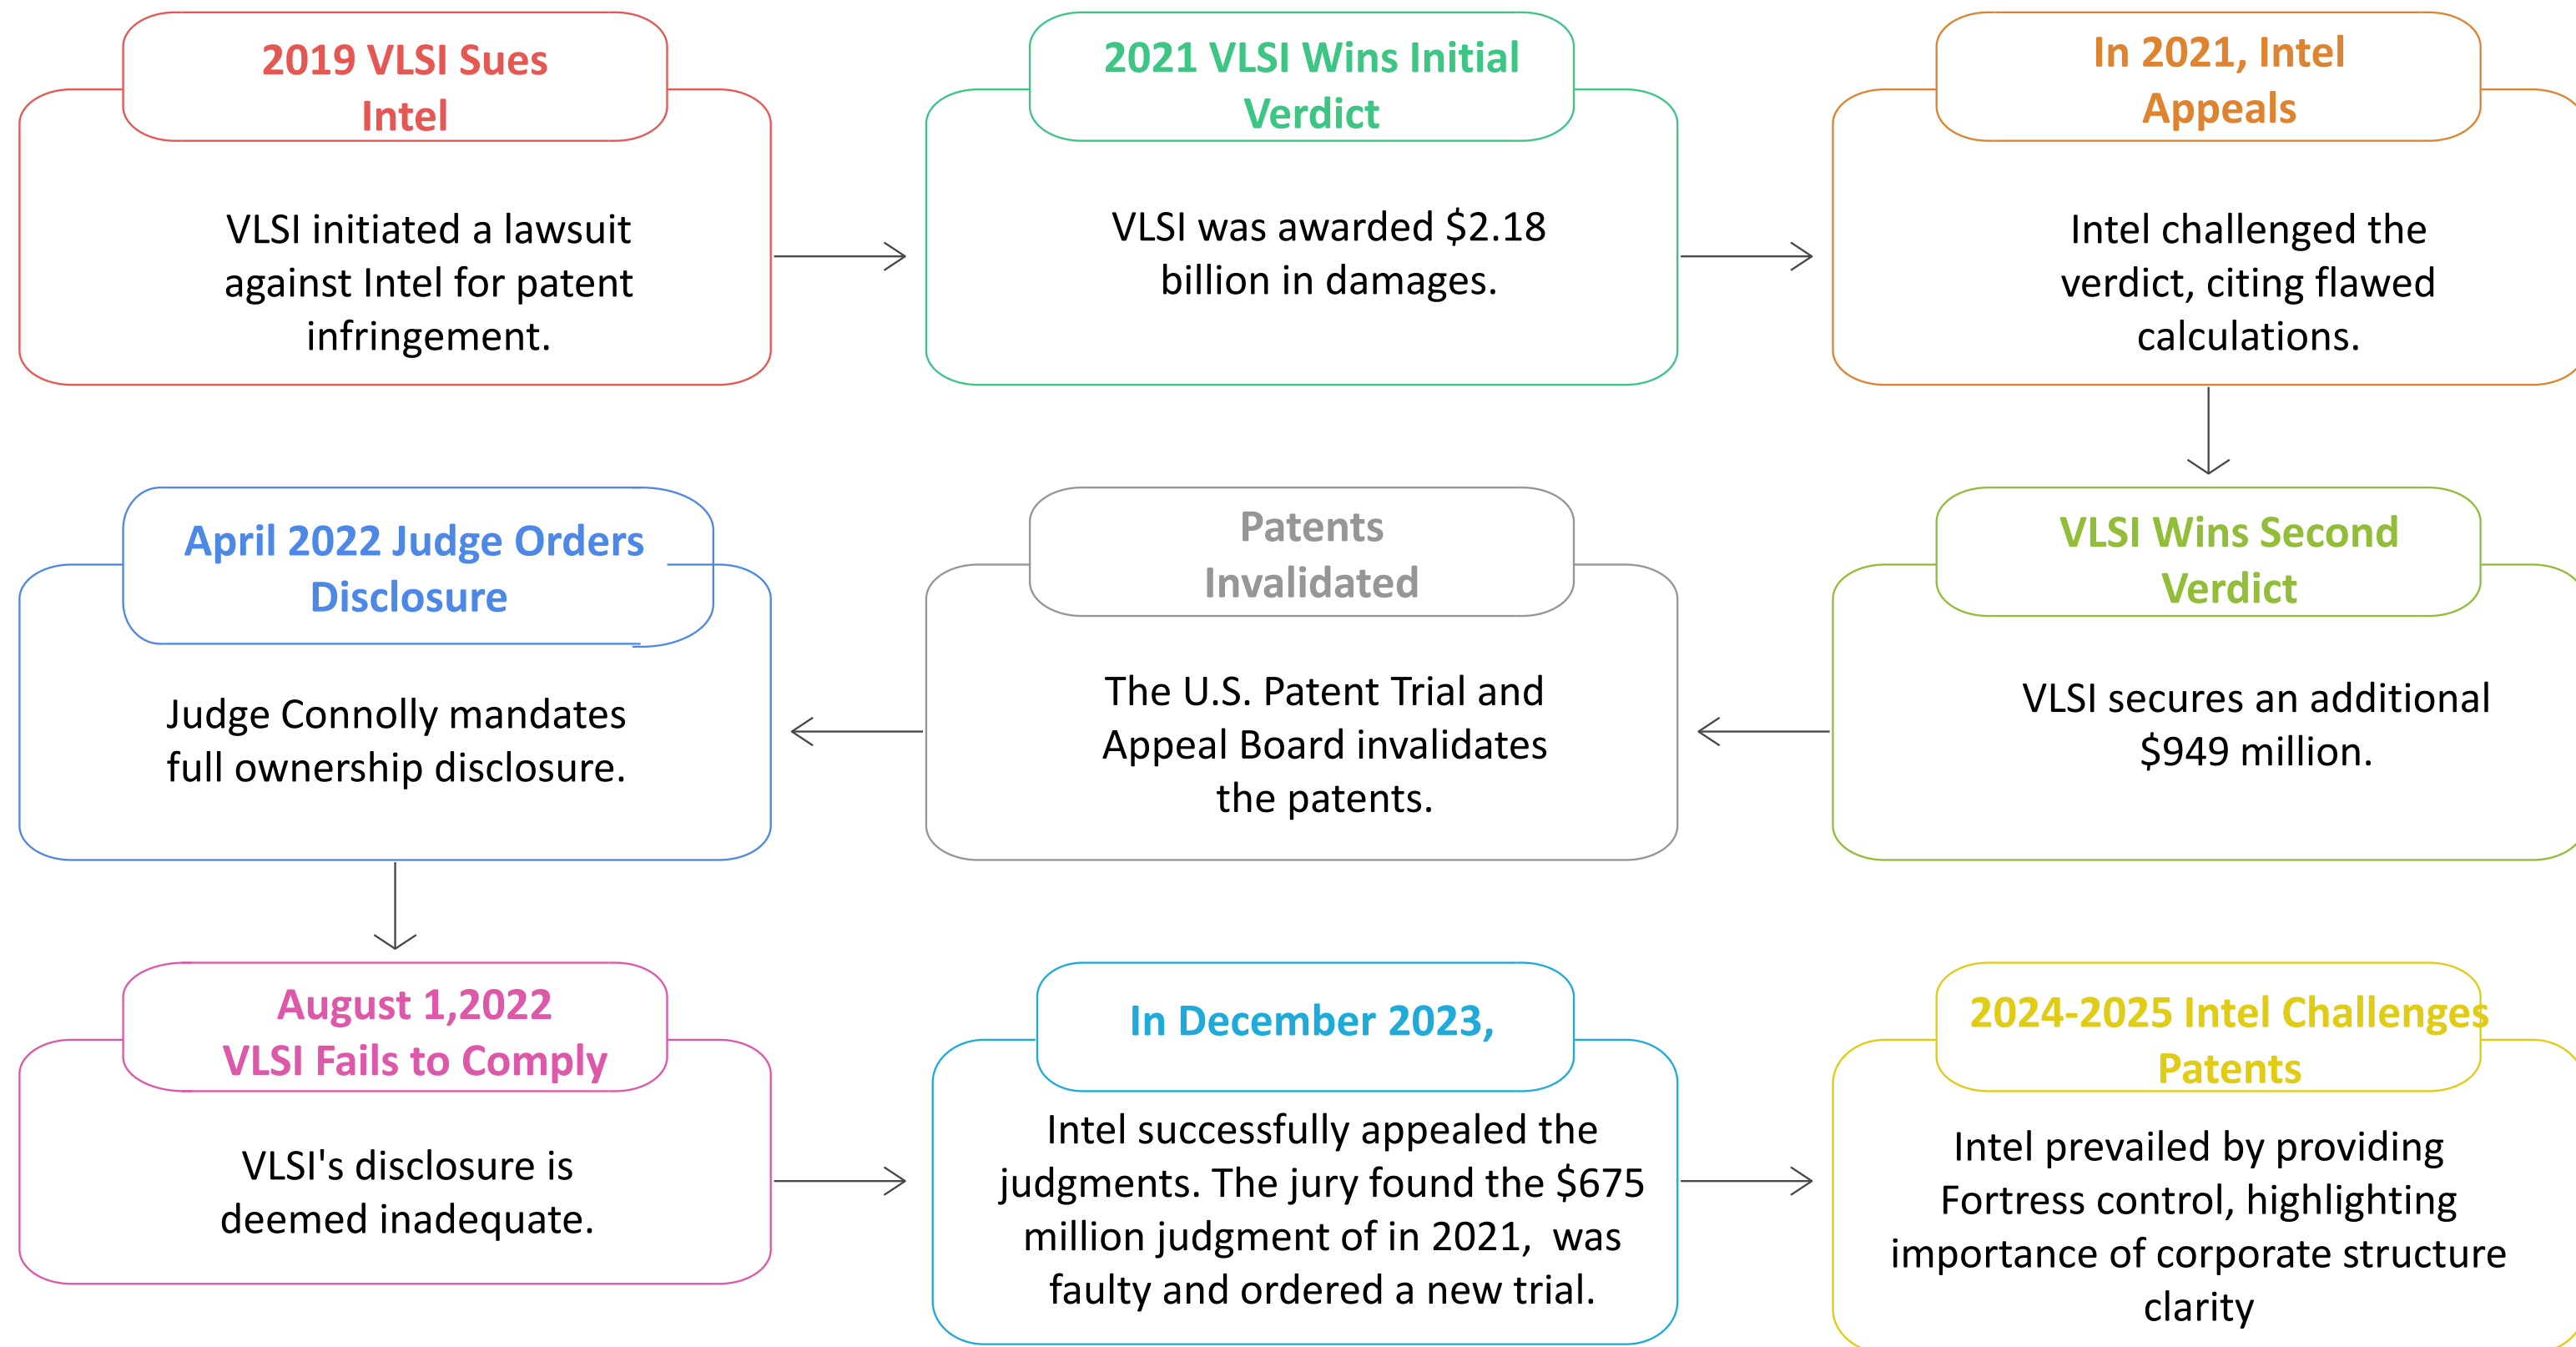 2019 VLSI Sues
Intel
VLSI initiated a lawsuit
against Intel for patent
infringement.
2021 VLSI Wins Initial
Verdict
VLSI was awarded $2.18
billion in damages.
In 2021, Intel
Appeals
Intel challenged the
verdict, citing flawed
calculations.
VLSI Wins Second
Verdict
VLSI secures an additional
$949 million.
Patents
Invalidated
The U.S. Patent Trial and
Appeal Board invalidates
the patents.
April 2022 Judge Orders
Disclosure
Judge Connolly mandates
full ownership disclosure.
August 1,2022
VLSI Fails to Comply
VLSI's disclosure is
deemed inadequate.
In December 2023,
Intel successfully appealed the
judgments. The jury found the $675
million judgment of in 2021,  was
faulty and ordered a new trial.
2024-2025 Intel Challenges
Patents
Intel prevailed by providing
Fortress control, highlighting
importance of corporate structure
clarity